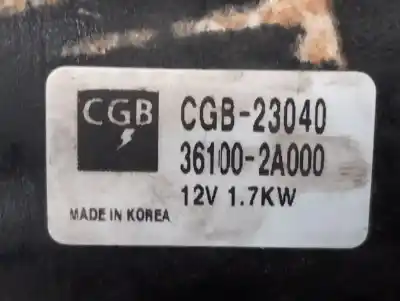 CGB
CGB-23040
36100-2A000
12V 1.7KW
MADE IN KOREA